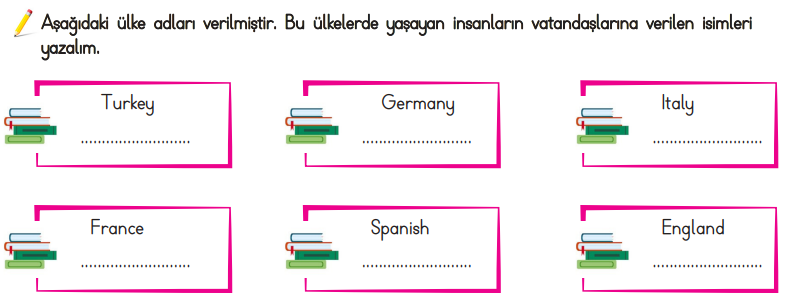 Aşağıdaki ülke adları verilmiştir. Bu ülkelerde yaşayan insanların vatandaşlarına verilen isimleri
yazalım.
Turkey
Germany
Italy
.........................
.........................
.........................
France
Spanish
England
.........................
.........................
.........................